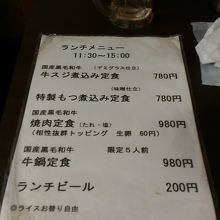 ランチメニュー
11:30～15:00
国産黒毛和牛 (デミグラス仕立)
牛スジ煮込み定食 780円
(味噌仕立)
特製もつ煮込み定食 780円
国産黒毛和牛
焼肉定食(たれ・塩) 980円
(相性抜群トッピング 生卵 60円)
国産黒毛和牛 限定５人前
牛鍋定食 980円
ランチビール 200円
◎ライスお替り自由